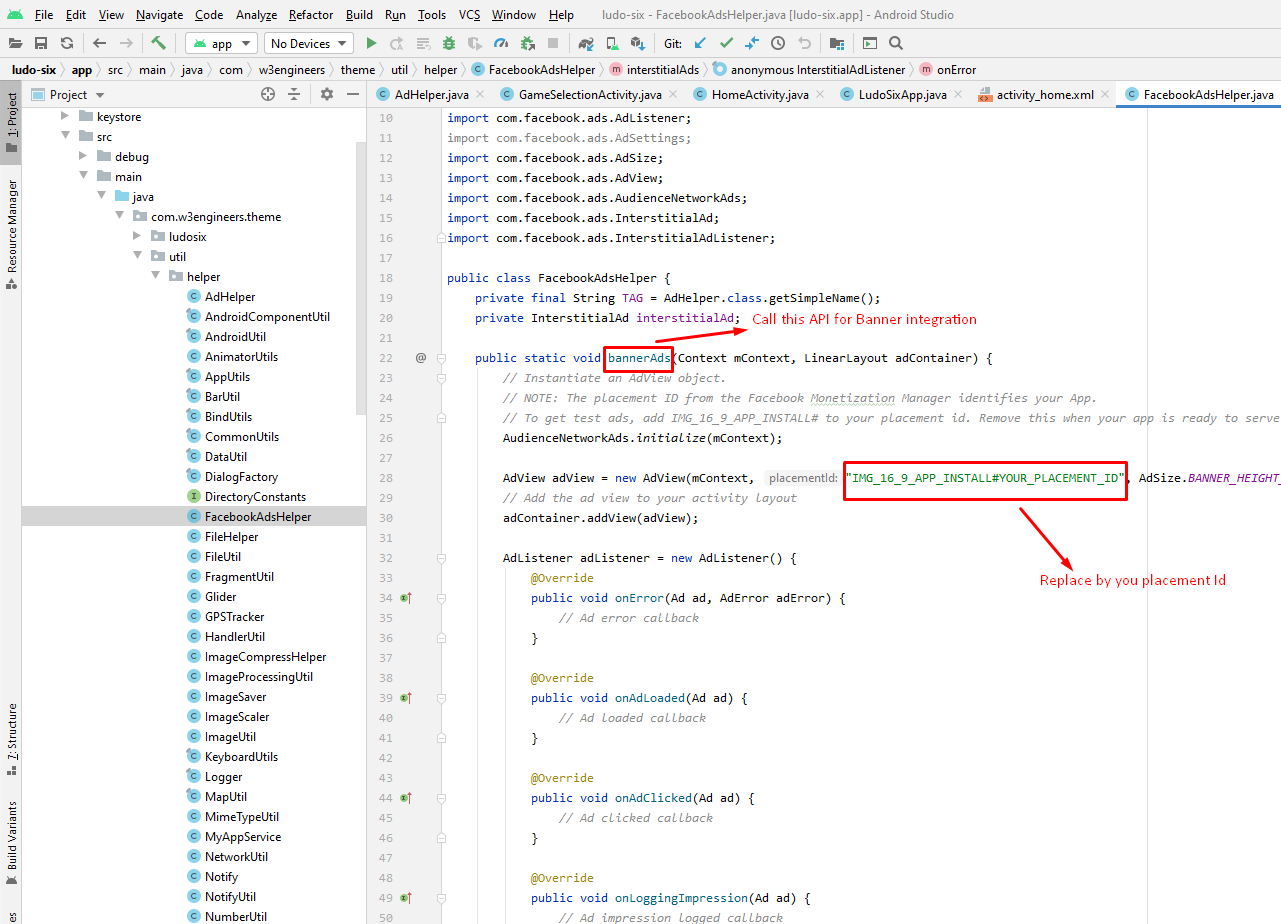 File Edit View Navigate Code Analyze Refactor Build Run Tools VCS Window Help ludo-six - FacebookAdsHelper.java [ludo-six.app] - Android Studio
app No Devices Git:
ludo-six app src main java com w3engineers theme util helper FacebookAdsHelper interstitialAds anonymous InterstitialAdListener onError
Project
AdHelper.java GameSelectionActivity.java HomeActivity.java LudoSixApp.java activity_home.xml FacebookAdsHelper.java
1: Project
Resource Manager
7: Structure
Build Variants
es
keystore
src
debug
main
java
com.w3engineers.theme
ludosix
util
helper
AdHelper
AndroidComponentUtil
AndroidUtil
AnimatorUtils
AppUtils
BarUtil
BindUtils
CommonUtils
DataUtil
DialogFactory
DirectoryConstants
FacebookAdsHelper
FileHelper
FileUtil
FragmentUtil
Glider
GPSTracker
HandlerUtil
ImageCompressHelper
ImageProcessingUtil
ImageSaver
ImageScaler
ImageUtil
KeyboardUtils
Logger
MapUtil
MimeTypeUtil
MyAppService
NetworkUtil
Notify
NotifyUtil
NumberUtil
10 import com.facebook.ads.AdListener;
11 import com.facebook.ads.AdSettings;
12 import com.facebook.ads.AdSize;
13 import com.facebook.ads.AdView;
14 import com.facebook.ads.AudienceNetworkAds;
15 import com.facebook.ads.InterstitialAd;
16 import com.facebook.ads.InterstitialAdListener;
17
18 public class FacebookAdsHelper {
19 private final String TAG = AdHelper.class.getSimpleName();
20 private InterstitialAd interstitialAd; Call this API for Banner integration
21
22 @ public static void bannerAds(Context mContext, LinearLayout adContainer) {
23 // Instantiate an AdView object.
24 // NOTE: The placement ID from the Facebook Monetization Manager identifies your App.
25 // To get test ads, add IMG_16_9_APP_INSTALL# to your placement id. Remove this when your app is ready to serve
26 AudienceNetworkAds.initialize(mContext);
27
28 AdView adView = new AdView(mContext, placementId: "IMG_16_9_APP_INSTALL#YOUR_PLACEMENT_ID", AdSize.BANNER_HEIGHT_
29 // Add the ad view to your activity layout
30 adContainer.addView(adView);
31
32 AdListener adListener = new AdListener() {
33 @Override
Replace by you placement Id
34 public void onError(Ad ad, AdError adError) {
35 // Ad error callback
36 }
37
38 @Override
39 public void onAdLoaded(Ad ad) {
40 // Ad loaded callback
41 }
42
43 @Override
44 public void onAdClicked(Ad ad) {
45 // Ad clicked callback
46 }
47
48 @Override
49 public void onLoggingImpression(Ad ad) {
50 // Ad impression logged callback